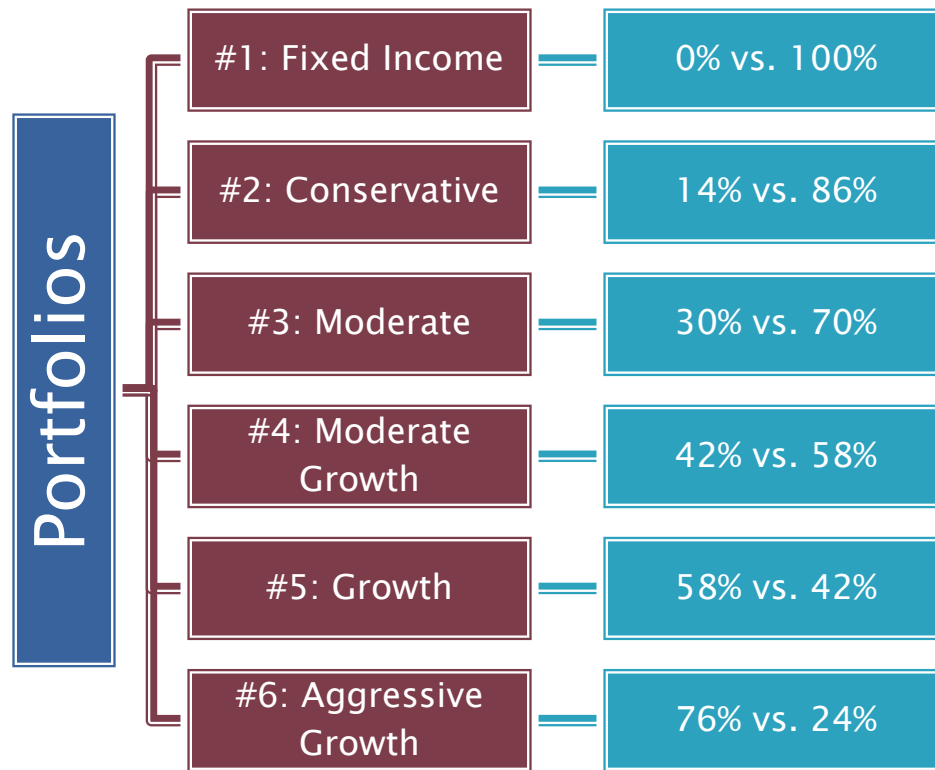 Portfolios
#1: Fixed Income
0% vs. 100%
#2: Conservative
14% vs. 86%
#3: Moderate
30% vs. 70%
#4: Moderate
Growth
42% vs. 58%
#5: Growth
58% vs. 42%
#6: Aggressive
Growth
76% vs. 24%